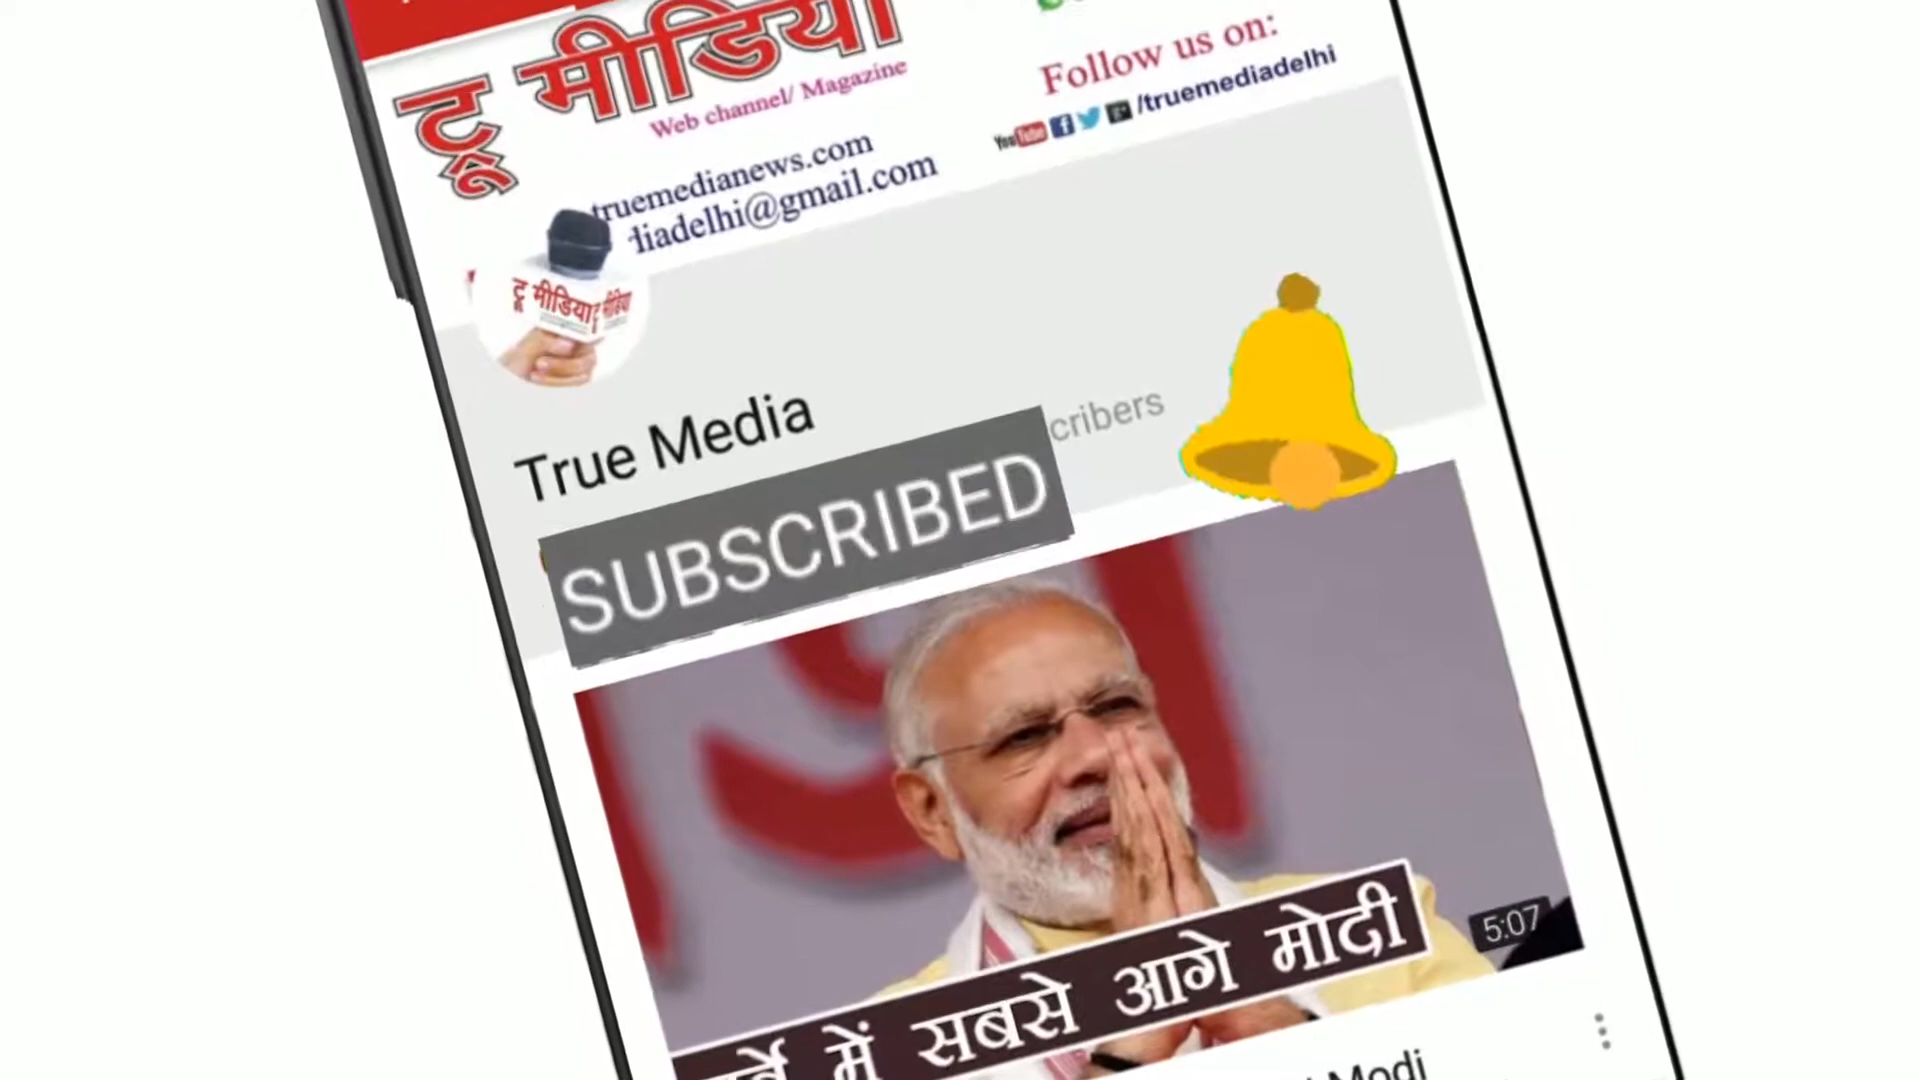 टू मीडिया
Web channel/ Magazine
truemedianews.com
diadelhi@gmail.com
Follow us on:
YouTube /truemediadelhi
टू मीडिया
True Media
SUBSCRIBED
cribers
में सबसे आगे मोदी
5:07
Modi